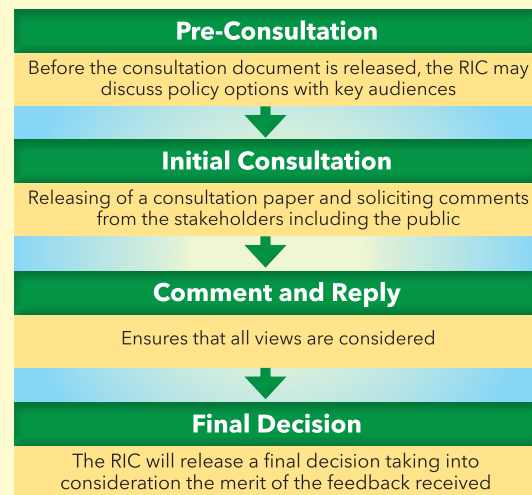 Pre-Consultation
Before the consultation document is released, the RIC may
discuss policy options with key audiences
Initial Consultation
Releasing of a consultation paper and soliciting comments
from the stakeholders including the public
Comment and Reply
Ensures that all views are considered
Final Decision
The RIC will release a final decision taking into
consideration the merit of the feedback received